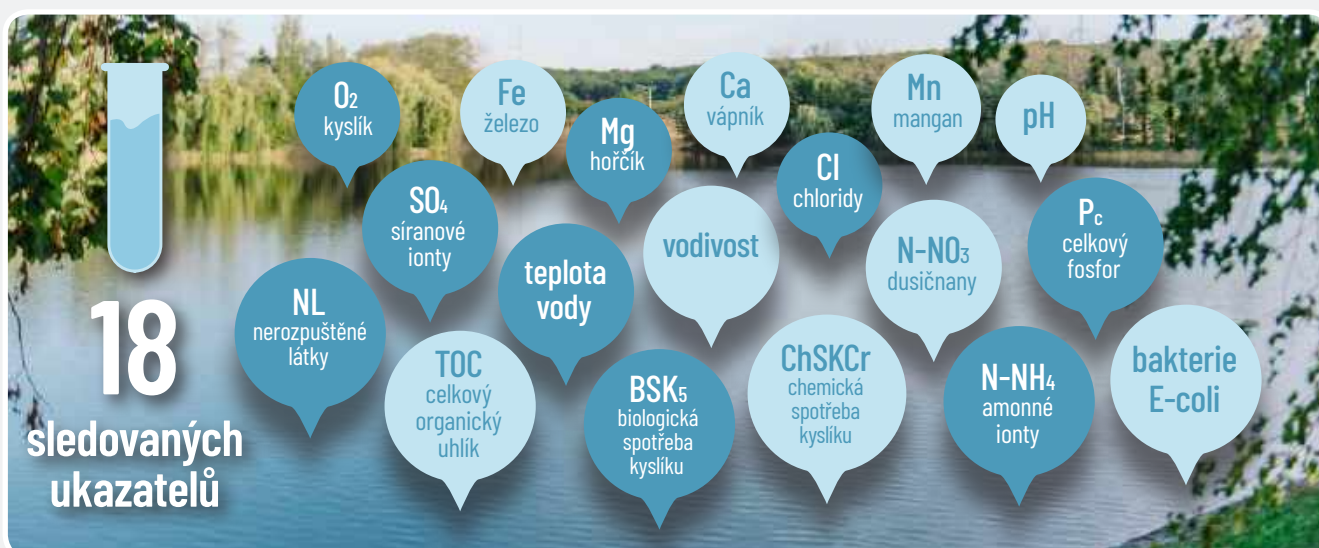 18
sledovaných
ukazatelů
O₂
kyslík
Fe
železo
Mg
hořčík
Ca
vápník
Cl
chloridy
Mn
mangan
pH
SO₄
síranové
ionty
teplota
vody
vodivost
N-NO₃
dusičnany
Pc
celkový
fosfor
NL
nerozpuštěné
látky
TOC
celkový
organický
uhlík
BSK₅
biologická
spotřeba
kyslíku
ChSKCr
chemická
spotřeba
kyslíku
N-NH₄
amonné
ionty
bakterie
E-coli